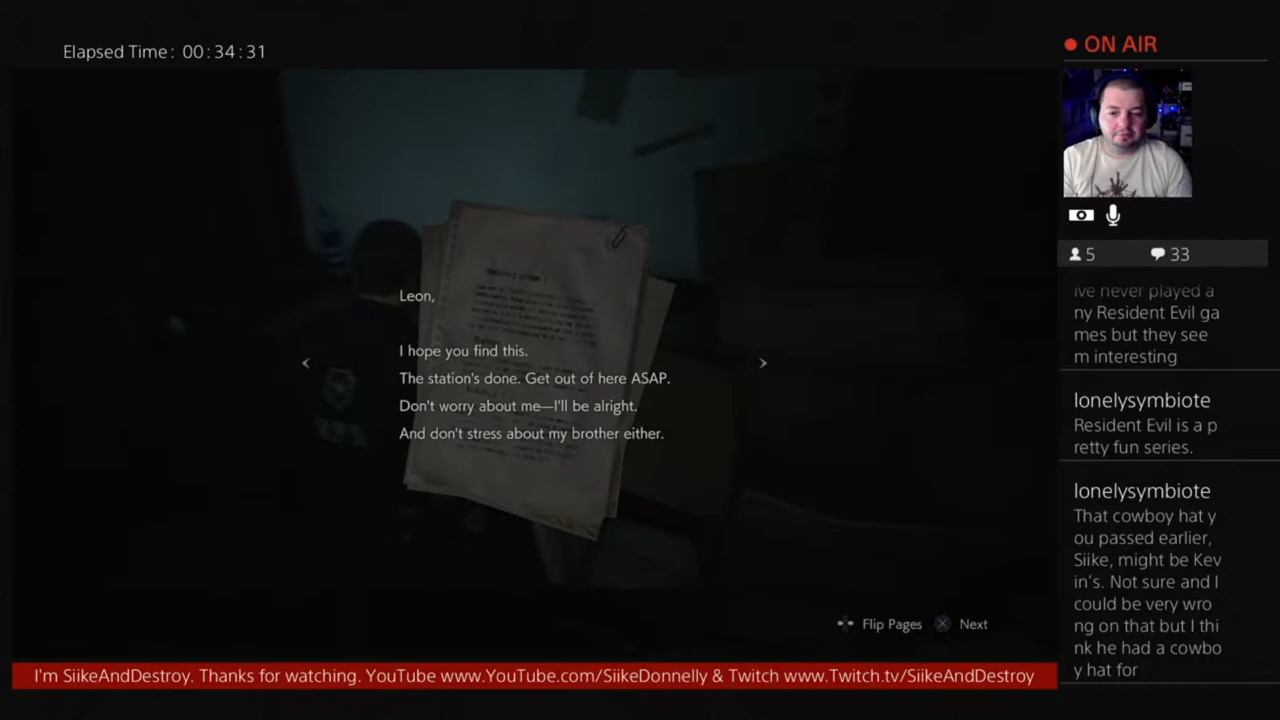 Elapsed Time: 00:34:31
ON AIR
5
33
Leon,
I hope you find this.
The station's done. Get out of here ASAP.
Don't worry about me—I'll be alright.
And don't stress about my brother either.
Flip Pages
Next
I'm SiikeAndDestroy. Thanks for watching. YouTube www.YouTube.com/SiikeDonnelly & Twitch www.Twitch.tv/SiikeAndDestroy
ive never played a
ny Resident Evil ga
mes but they see
m interesting
lonelysymbiote
Resident Evil is a p
retty fun series.
lonelysymbiote
That cowboy hat y
ou passed earlier,
Siike, might be Kev
in's. Not sure and I
could be very wro
ng on that but I thi
nk he had a cowbo
y hat for